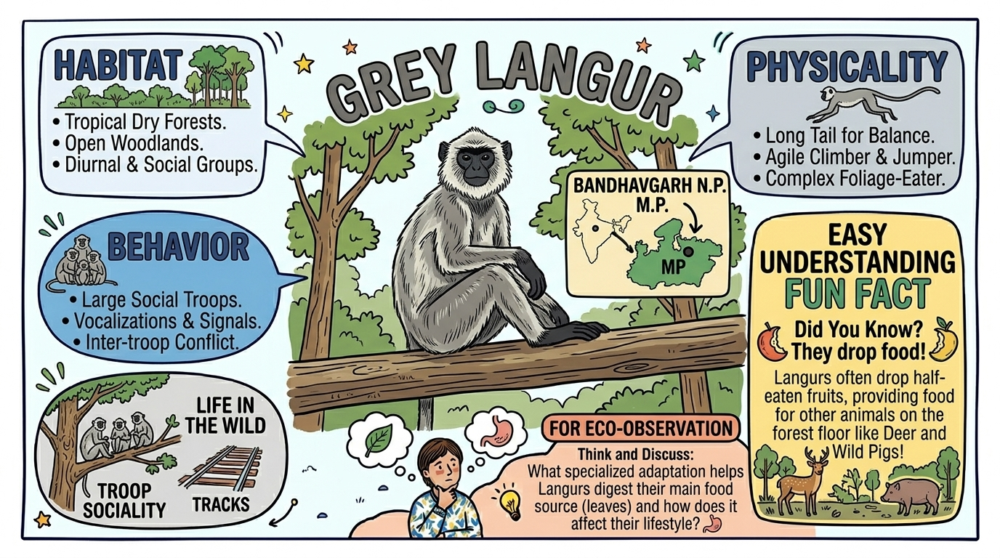 GREY LANGUR
HABITAT
• Tropical Dry Forests.
• Open Woodlands.
• Diurnal & Social Groups.
BEHAVIOR
• Large Social Troops.
• Vocalizations & Signals.
• Inter-troop Conflict.
LIFE IN
THE WILD
TROOP
SOCIALITY
TRACKS
BANDHAVGARH N.P.
M.P.
MP
PHYSICALITY
• Long Tail for Balance.
• Agile Climber & Jumper.
• Complex Foliage-Eater.
EASY
UNDERSTANDING
FUN FACT
Did You Know?
They drop food!
Langurs often drop half-
eaten fruits, providing food
for other animals on the
forest floor like Deer and
Wild Pigs!
FOR ECO-OBSERVATION
Think and Discuss:
What specialized adaptation helps
Langurs digest their main food
source (leaves) and how does it
affect their lifestyle?